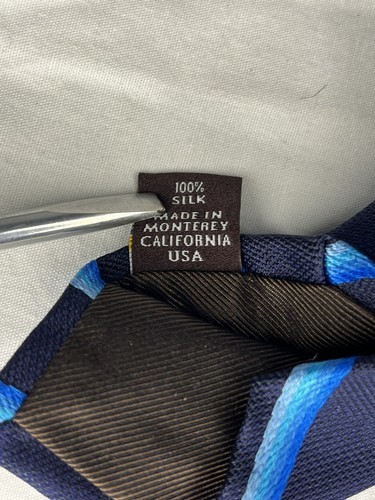 100%
SILK
MADE IN
MONTEREY
CALIFORNIA
USA